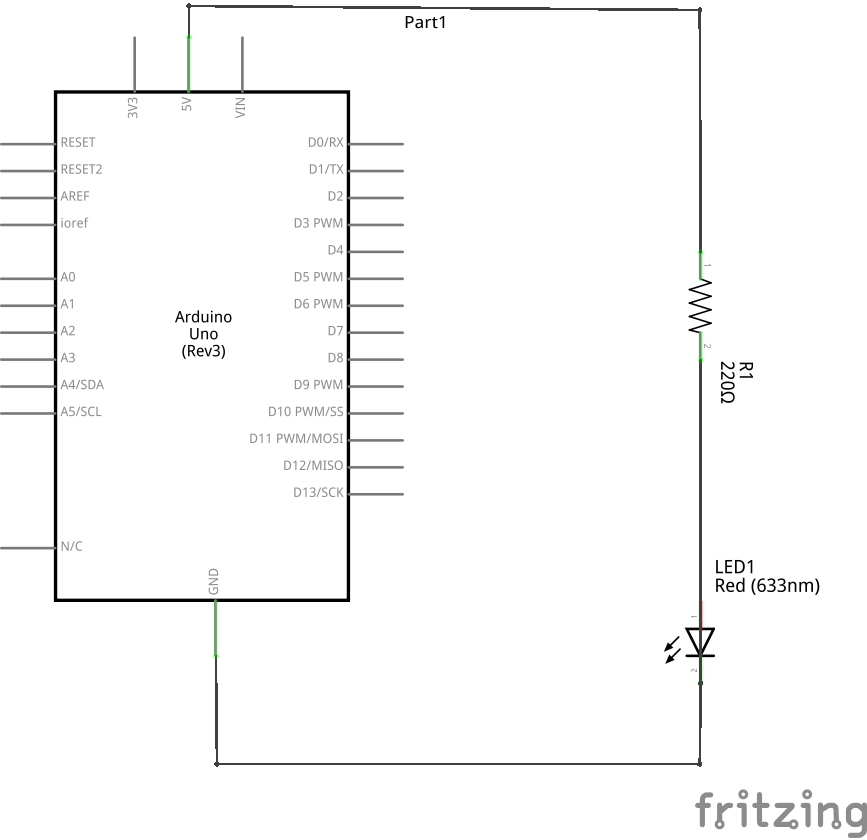 Part1
3V3
5V
VIN
RESET
RESET2
AREF
ioref
A0
A1
A2
A3
A4/SDA
A5/SCL
N/C
Arduino
Uno
(Rev3)
D0/RX
D1/TX
D2
D3 PWM
D4
D5 PWM
D6 PWM
D7
D8
D9 PWM
D10 PWM/SS
D11 PWM/MOSI
D12/MISO
D13/SCK
GND
1
2
R1
220Ω
LED1
Red (633nm)
1
2
fritzing